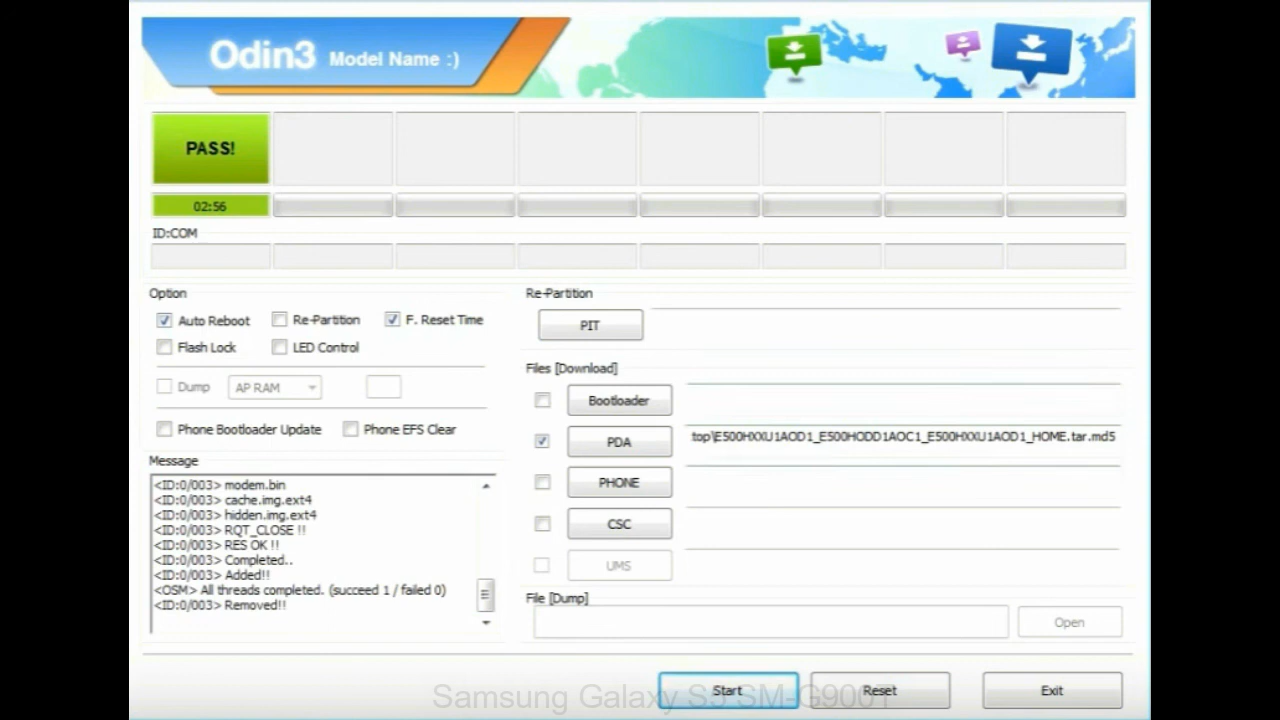 Odin3 Model Name :)
PASS!
02:56
ID:COM
Option
Auto Reboot
Re-Partition
F. Reset Time
Flash Lock
LED Control
Dump
AP RAM
Phone Bootloader Update
Phone EFS Clear
Message
<ID:0/003> modem.bin
<ID:0/003> cache.img.ext4
<ID:0/003> hidden.img.ext4
<ID:0/003> RQT_CLOSE !!
<ID:0/003> RES OK !!
<ID:0/003> Completed..
<ID:0/003> Added!!
<OSM> All threads completed. (succeed 1 / failed 0)
<ID:0/003> Removed!!
Re-Partition
PIT
Files [Download]
Bootloader
PDA
top\E500HXXU1AOD1_E500HODD1AOC1_E500HXXU1AOD1_HOME.tar.md5
PHONE
CSC
UMS
File [Dump]
Open
Start
Reset
Exit
Samsung Galaxy S5 SM-G900T